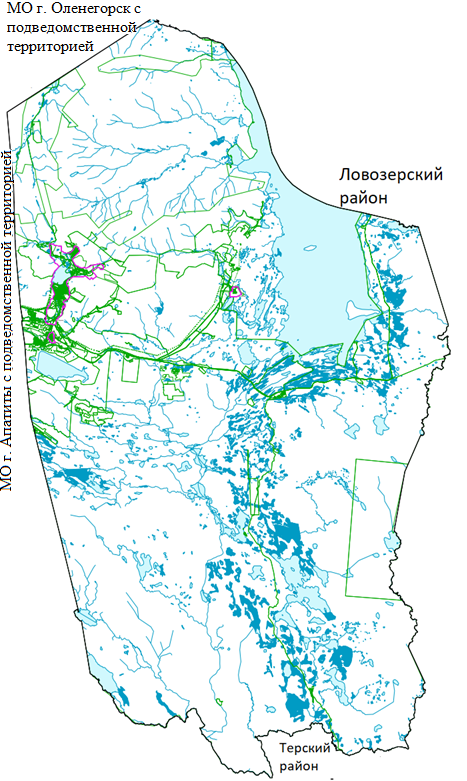 МО г. Оленегорск с
подведомственной
территорией
Ловозерский
район
МО г. Апатиты с подведомственной территорией
Терский
район